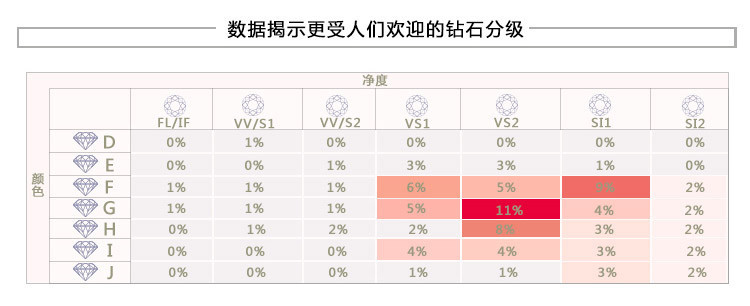 数据揭示更受人们欢迎的钻石分级
净度
颜色
FL/IF VV/S1 VV/S2 VS1 VS2 SI1 SI2
D 0% 1% 0% 0% 0% 0% 0%
E 0% 0% 1% 3% 3% 1% 0%
F 1% 1% 1% 6% 5% 9% 2%
G 1% 1% 1% 5% 11% 4% 2%
H 0% 1% 2% 2% 8% 3% 2%
I 0% 0% 0% 4% 4% 3% 2%
J 0% 0% 0% 1% 1% 3% 2%